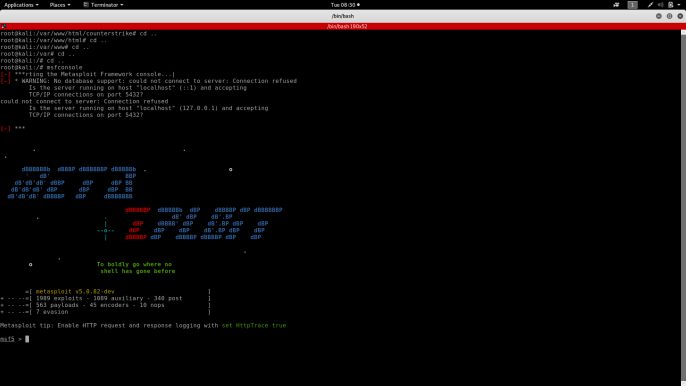 Applications Places Terminator Tue 08:30 1
/bin/bash
/bin/bash 190x52
root@kali:/var/www/html/counterstrike# cd ..
root@kali:/var/www/html# cd ..
root@kali:/var/www# cd ..
root@kali:/var# cd ..
root@kali:/# cd ..
root@kali:/# msfconsole
[-] ***rting the Metasploit Framework console...|
[-] * WARNING: No database support: could not connect to server: Connection refused
Is the server running on host "localhost" (::1) and accepting
TCP/IP connections on port 5432?
could not connect to server: Connection refused
Is the server running on host "localhost" (127.0.0.1) and accepting
TCP/IP connections on port 5432?
[-] ***
To boldly go where no
shell has gone before
=[ metasploit v5.0.82-dev ]
+ -- --=[ 1989 exploits - 1089 auxiliary - 340 post ]
+ -- --=[ 563 payloads - 45 encoders - 10 nops ]
+ -- --=[ 7 evasion ]
Metasploit tip: Enable HTTP request and response logging with set HttpTrace true
msf5 >